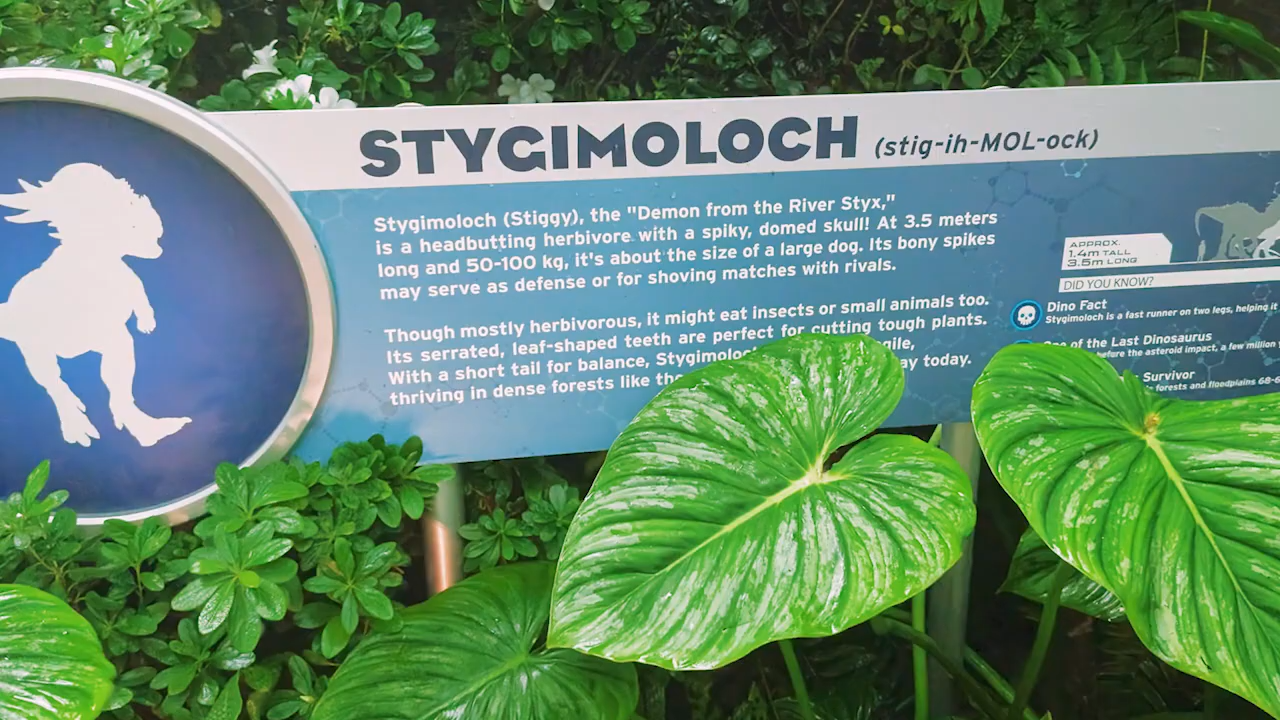 STYGIMOLOCH (stig-ih-MOL-ock)
Stygimoloch (Stiggy), the "Demon from the River Styx,"
is a headbutting herbivore with a spiky, domed skull! At 3.5 meters
long and 50-100 kg, it's about the size of a large dog. Its bony spikes
may serve as defense or for shoving matches with rivals.
Though mostly herbivorous, it might eat insects or small animals too.
Its serrated, leaf-shaped teeth are perfect for cutting tough plants.
With a short tail for balance,
thriving in dense forests like today.
APPROX.
1.4m TALL
3.5m LONG
DID YOU KNOW?
Dino Fact
Stygimoloch is a fast runner on two legs, helping
of the Last Dinosaurus
before the asteroid impact, a few million
Survivor
forests and floodplains